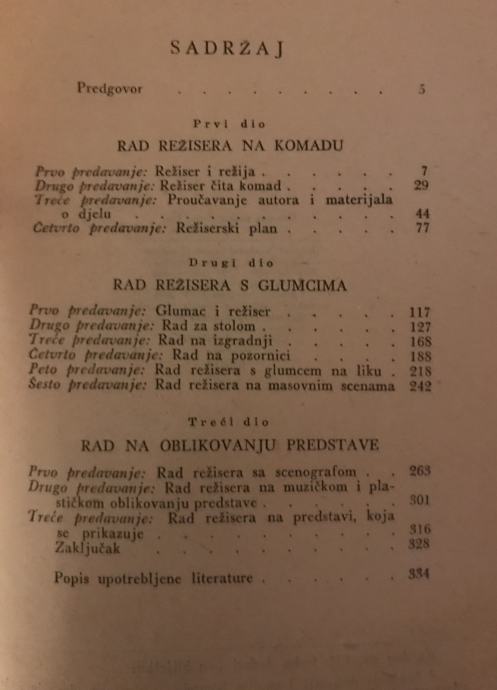 SADRŽAJ
Predgovor . . . . . . . . . 5
Prvi dio
RAD REŽISERA NA KOMADU
Prvo predavanje: Režiser i režija . . . . . 7
Drugo predavanje: Režiser čita komad . . . . . 29
Treće predavanje: Proučavanje autora i materijala
o djelu . . . . . . . . . . . 44
Četvrto predavanje: Režiserski plan . . . . . 77
Drugi dio
RAD REŽISERA S GLUMCIMA
Prvo predavanje: Glumac i režiser . . . . . 117
Drugo predavanje: Rad za stolom . . . . . 127
Treće predavanje: Rad na izgradnji . . . . . 168
Četvrto predavanje: Rad na pozornici . . . . 188
Peto predavanje: Rad režisera s glumcem na liku . 218
Šesto predavanje: Rad režisera na masovnim scenama 242
Treći dio
RAD NA OBLIKOVANJU PREDSTAVE
Prvo predavanje: Rad režisera sa scenografom . . 263
Drugo predavanje: Rad režisera na muzičkom i pla-
stičkom oblikovanju predstave . . . . . 301
Treće predavanje: Rad režisera na predstavi, koja
se prikazuje . . . . . . . . . . 316
Zaključak . . . . . . . . . . 328
Popis upotrebljene literature . . . . . . 334